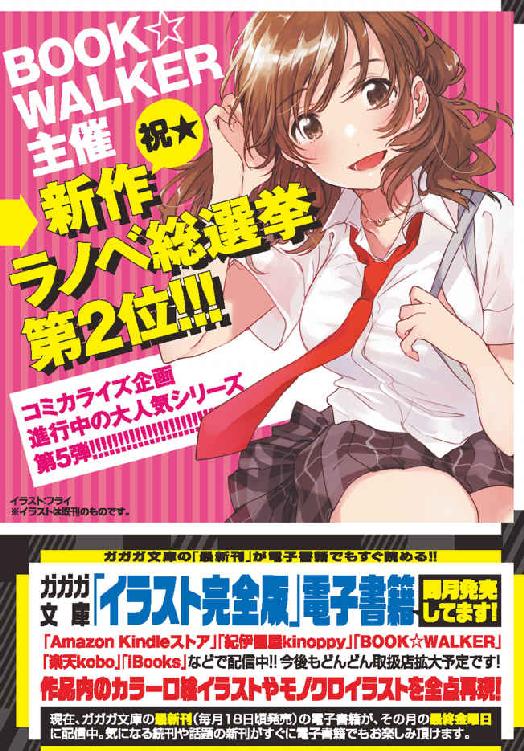 BOOK☆
WALKER
主催
祝★
新作
ラノベ総選挙
第2位!!!
コミカライズ企画
進行中の大人気シリーズ
第5弾!!!!!!!!!!!!!!!!!!!!
イラスト:フライ
※イラストは既刊のものです。
ガガガ文庫の「最新刊」が電子書籍でもすぐ読める!!
ガガガ文庫「イラスト完全版」電子書籍、同月発売してます!
「Amazon Kindleストア」「紀伊國屋kinoppy」「BOOK☆WALKER」
「楽天kobo」「iBooks」などで配信中!! 今後もどんどん取扱店拡大予定です!
作品内のカラー口絵イラストやモノクロイラストを全点再現!
現在、ガガガ文庫の最新刊(毎月18日頃発売)の電子書籍が、その月の最終金曜日
に配信中。気になる続刊や話題の新刊がすぐに電子書籍でもお楽しみ頂けます。